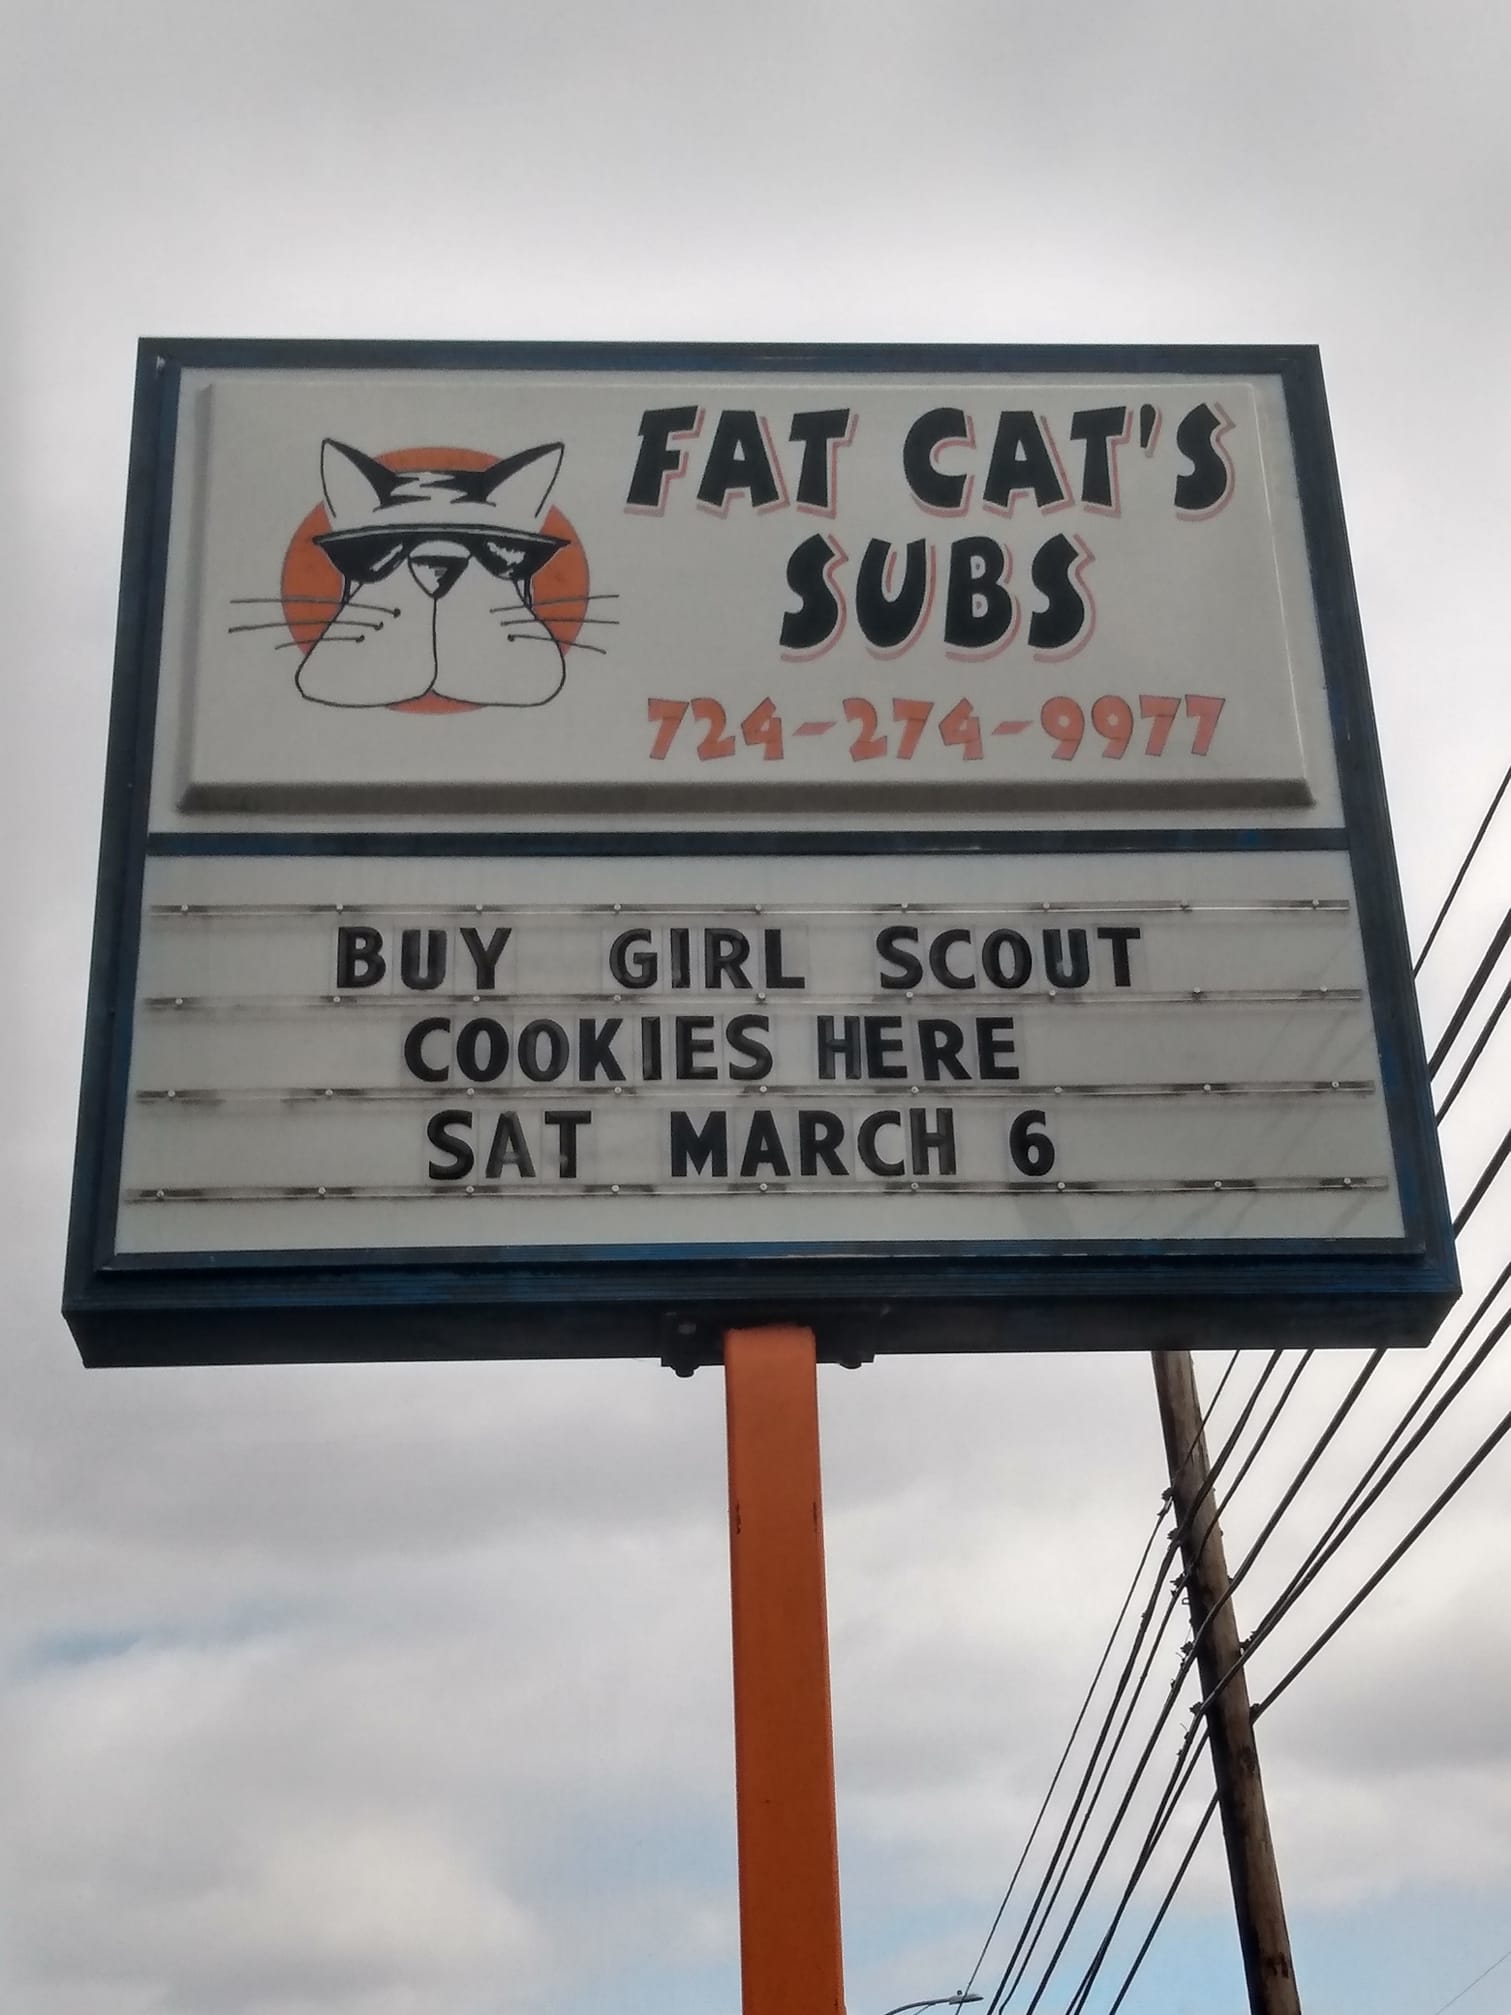 FAT CAT'S
SUBS
724-274-9977
BUY GIRL SCOUT
COOKIES HERE
SAT MARCH 6